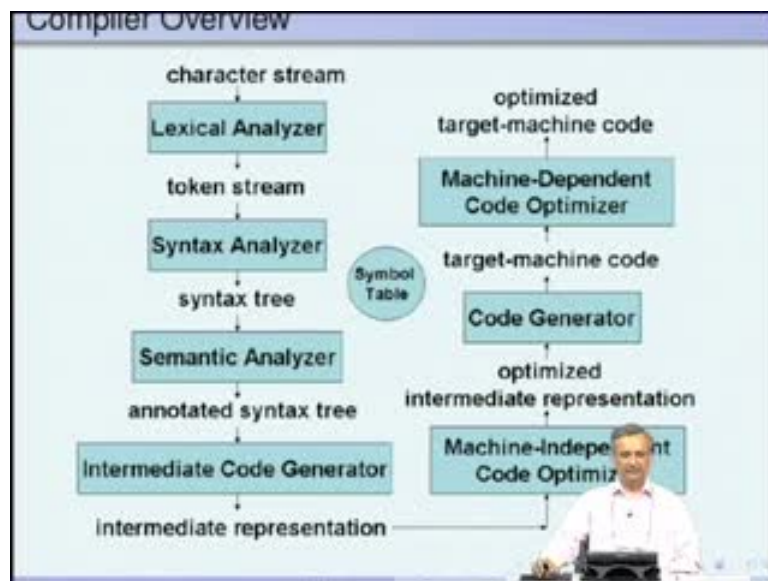 Compiler Overview
character stream
Lexical Analyzer
token stream
Syntax Analyzer
syntax tree
Semantic Analyzer
annotated syntax tree
Intermediate Code Generator
intermediate representation
Symbol
Table
optimized
target-machine code
Machine-Dependent
Code Optimizer
target-machine code
Code Generator
optimized
intermediate representation
Machine-Independent
Code Optimizer